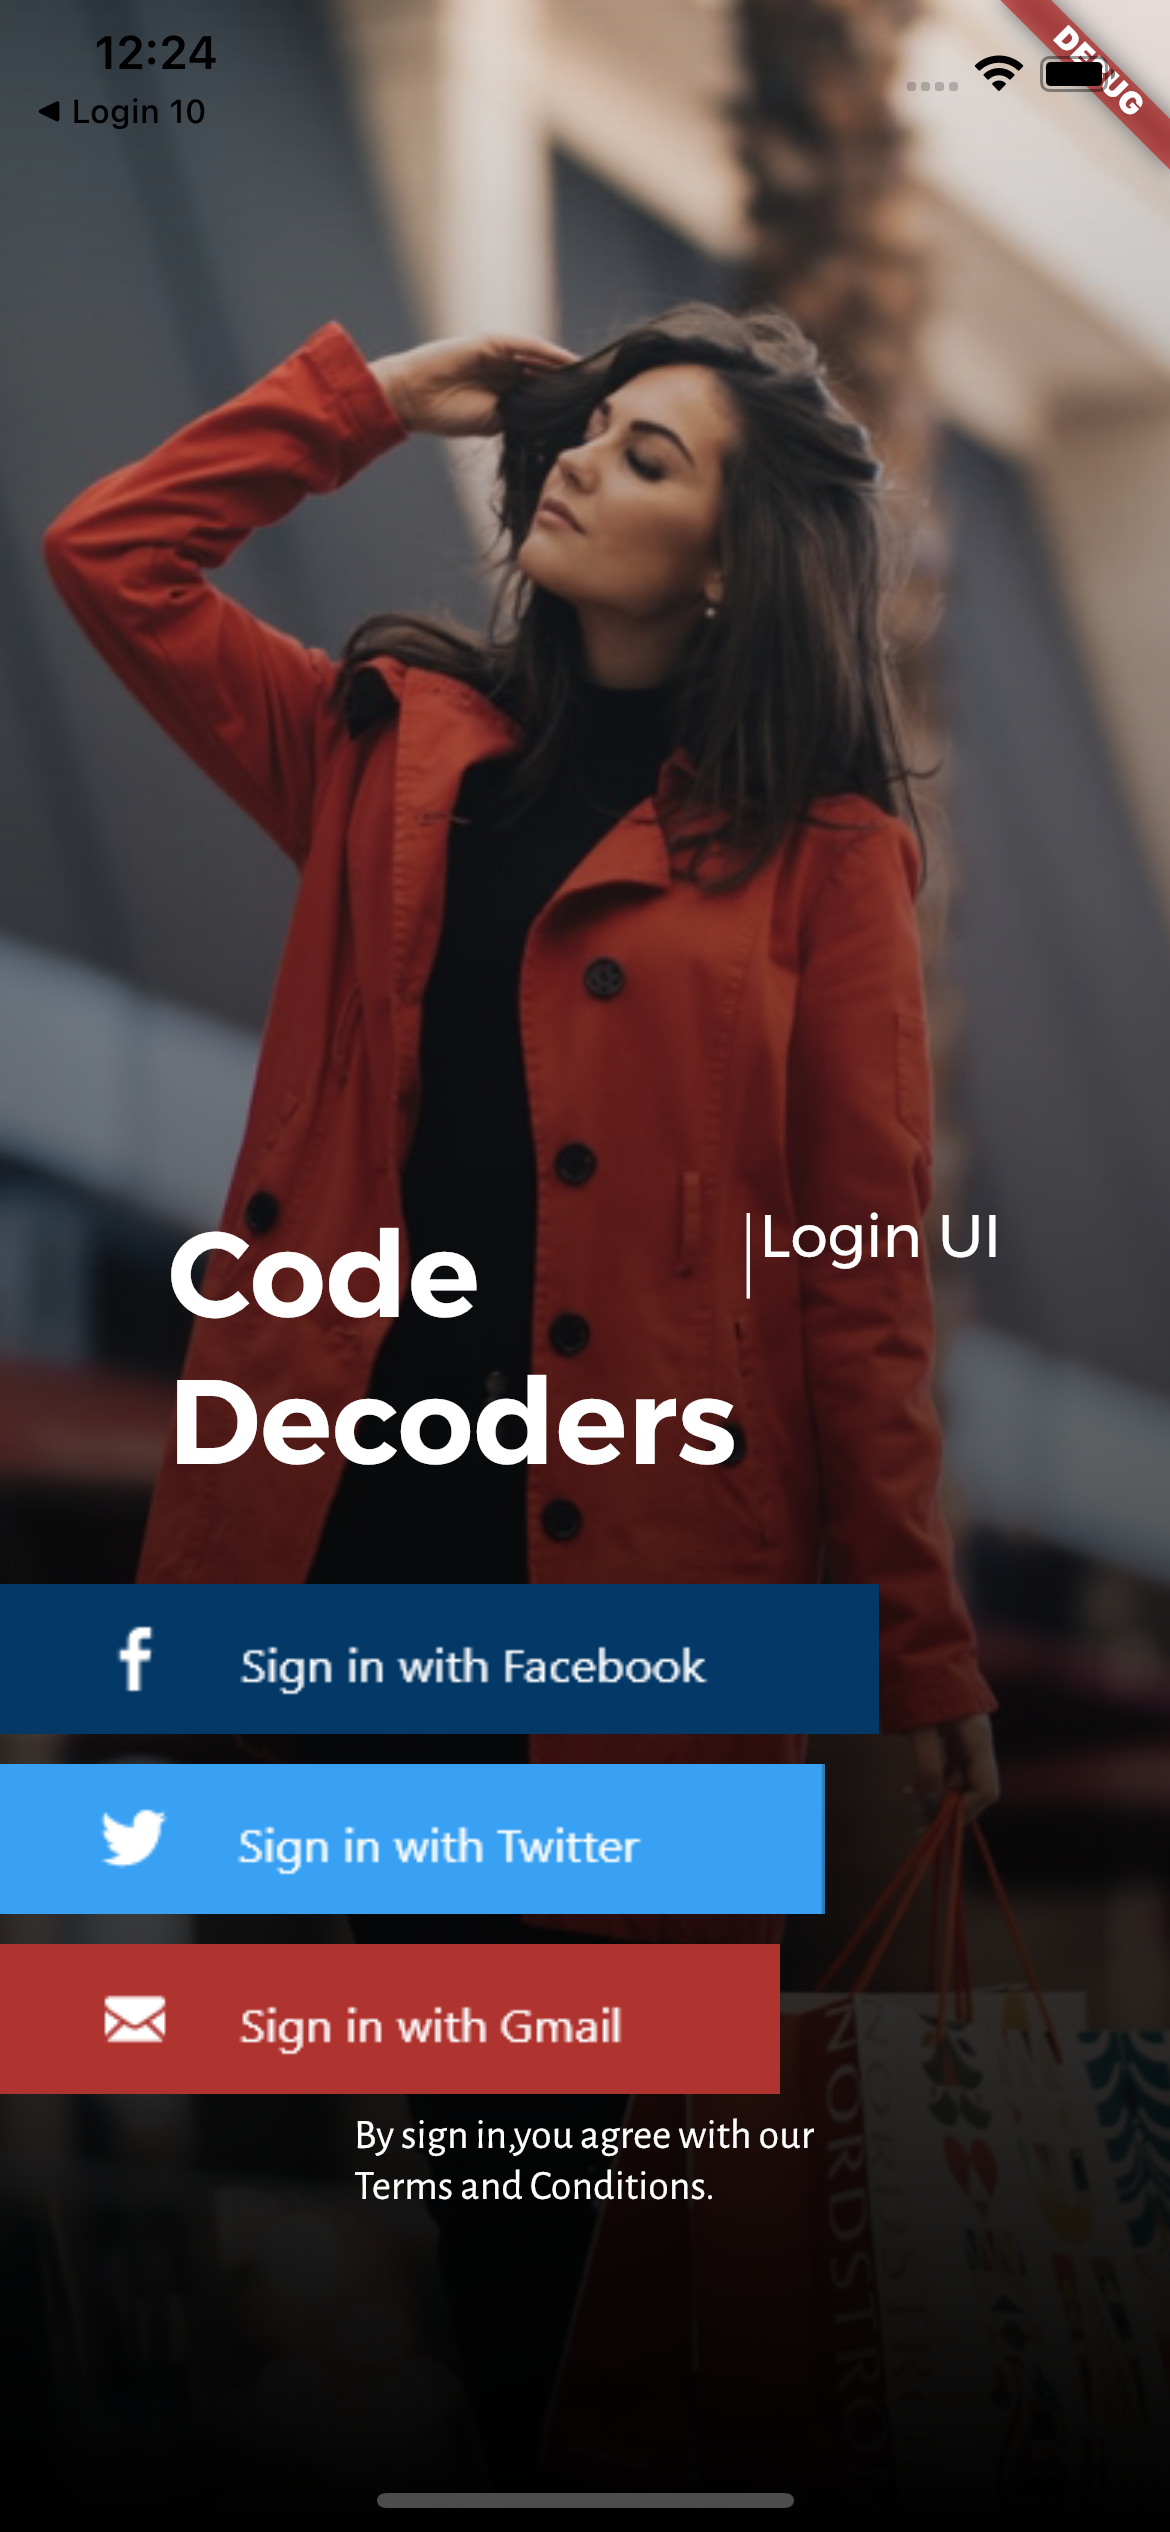 12:24
DEBUG
◀ Login 10
Code
Decoders
|Login UI
Sign in with Facebook
Sign in with Twitter
Sign in with Gmail
By sign in,you agree with our
Terms and Conditions.
NORDSTROM